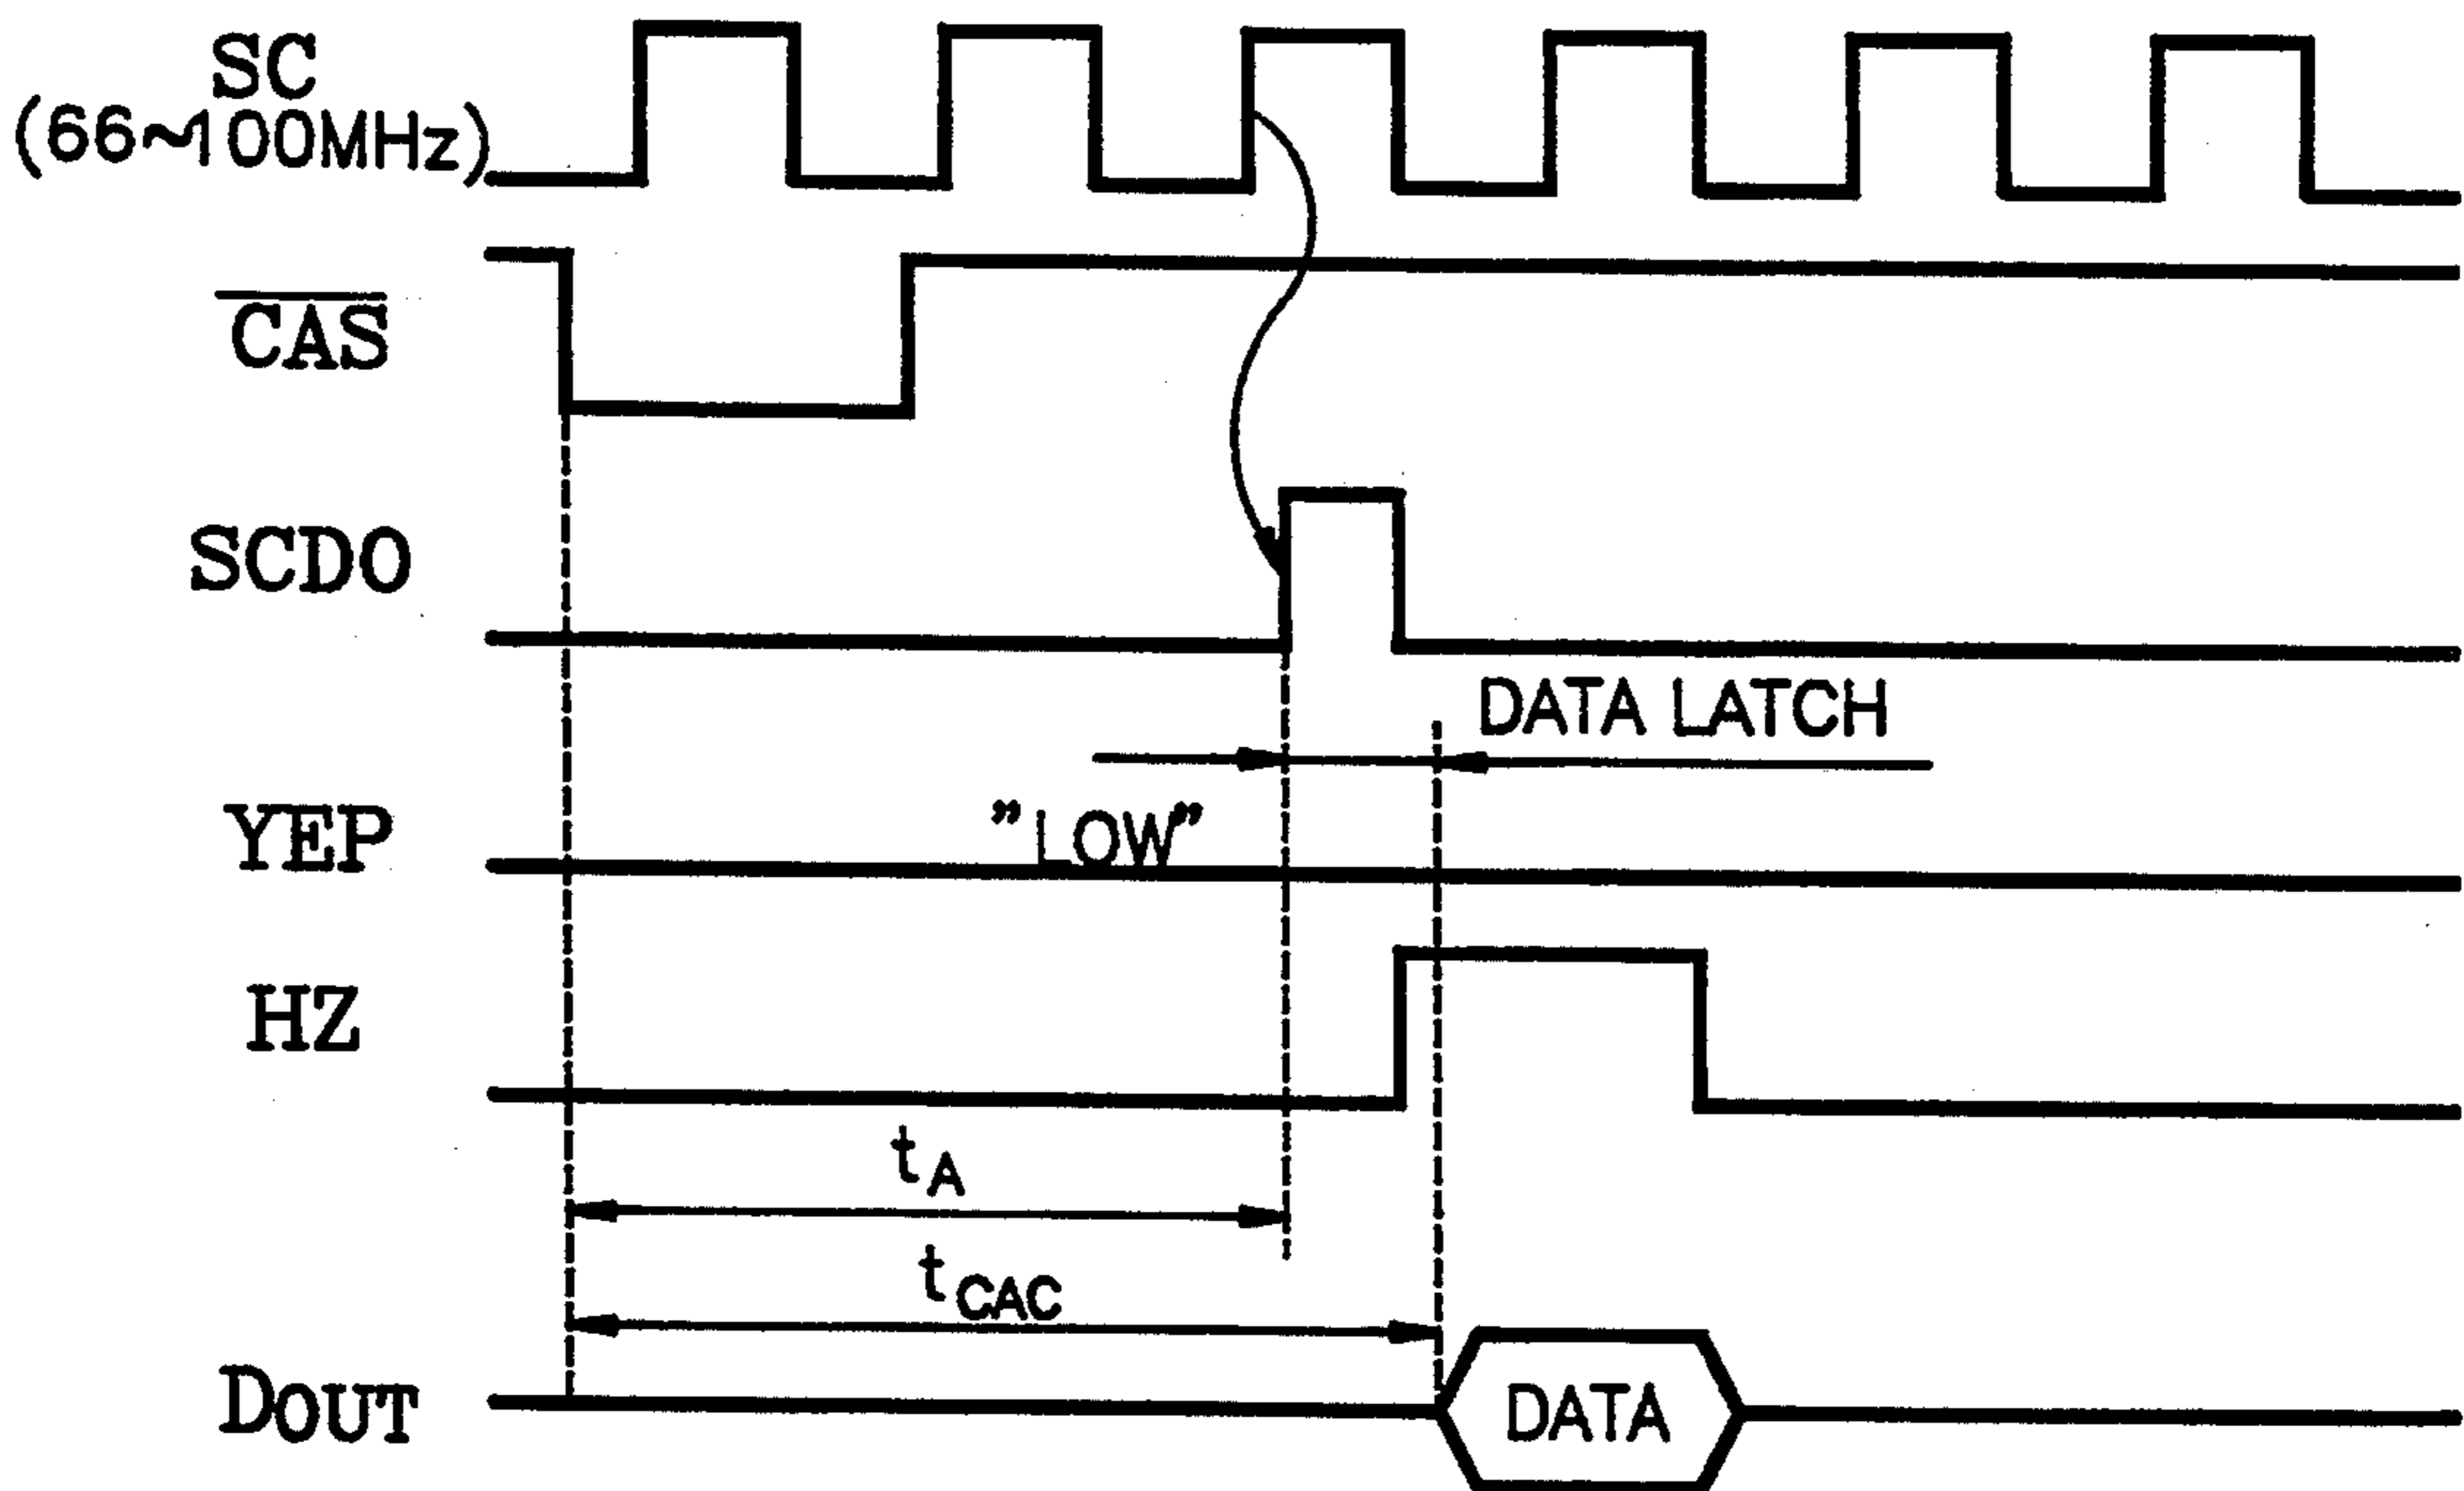 SC
(66~100MHz)
CAS
SCDO
DATA LATCH
YEP
"LOW"
HZ
tA
tCAC
DOUT
DATA